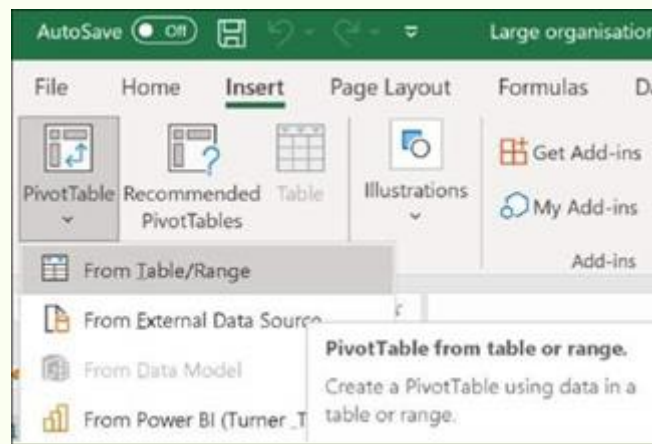 AutoSave Off Large organisation
File Home Insert Page Layout Formulas D
PivotTable Recommended PivotTables Table Illustrations Get Add-ins
My Add-ins
Add-ins
From Table/Range
From External Data Source
From Data Model
From Power BI (Turner_T
PivotTable from table or range.
Create a PivotTable using data in a
table or range.